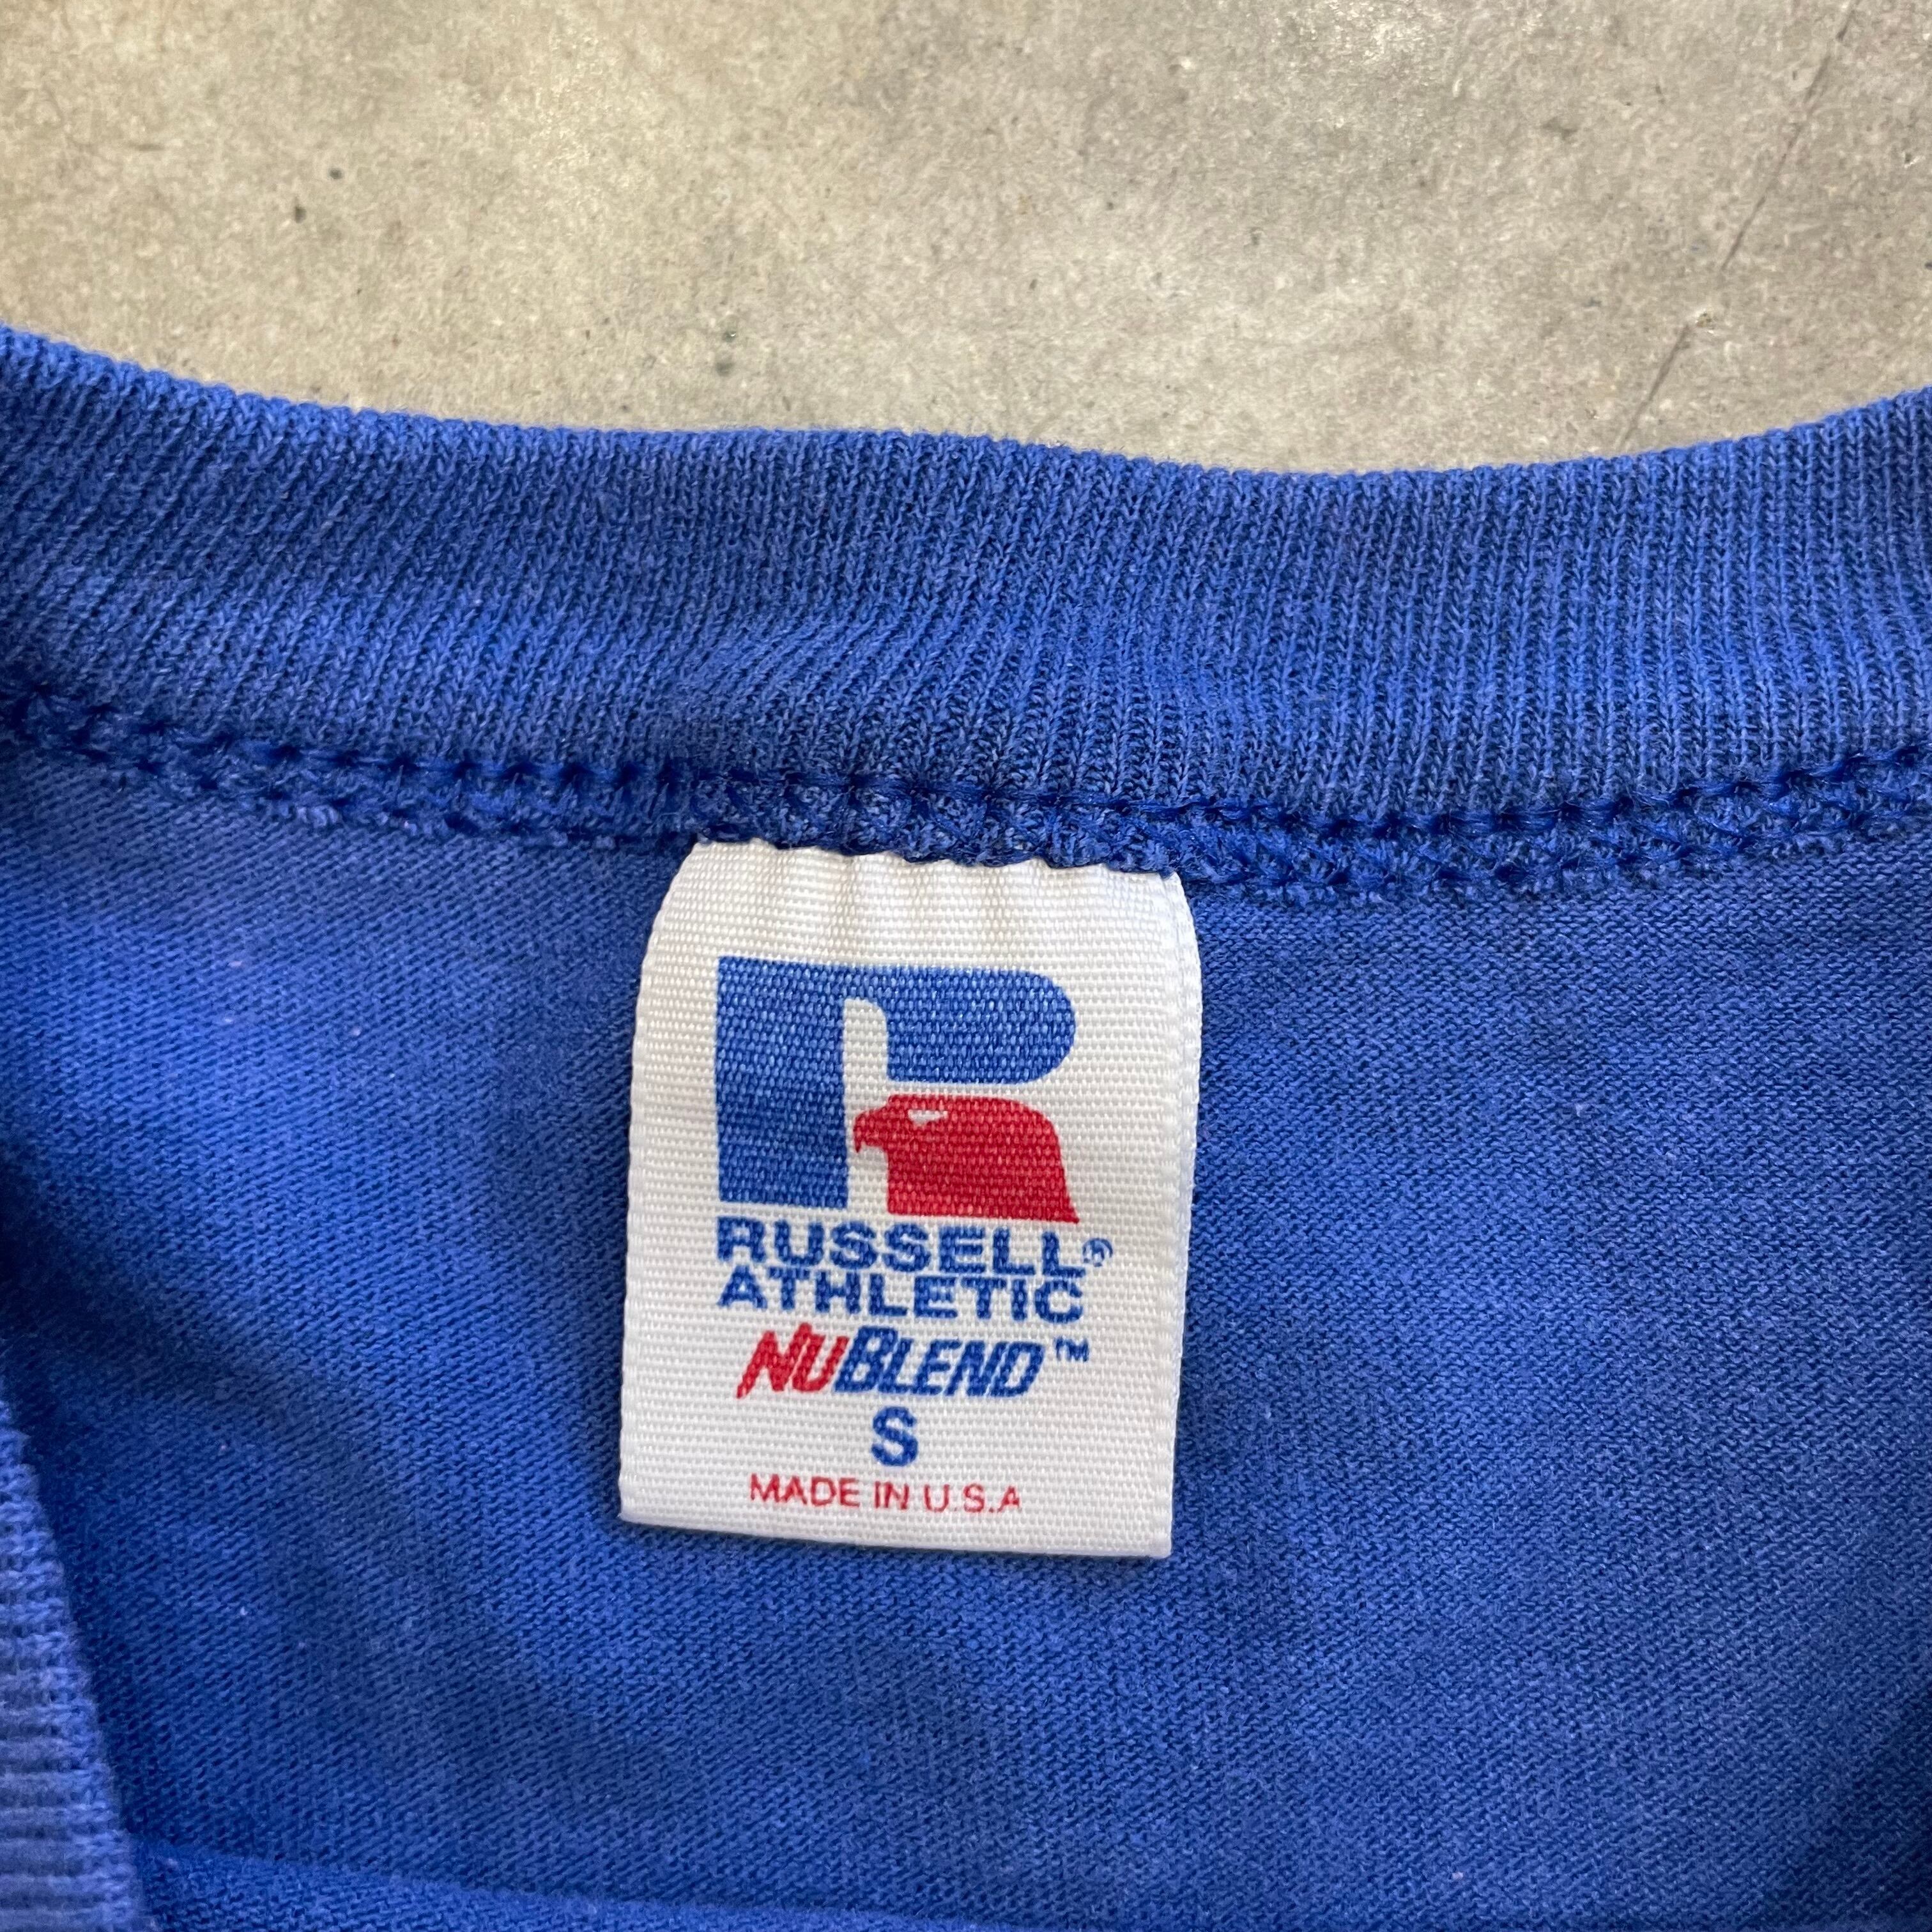 RUSSELL®
ATHLETIC
NUBLEND™
S
MADE IN U.S.A